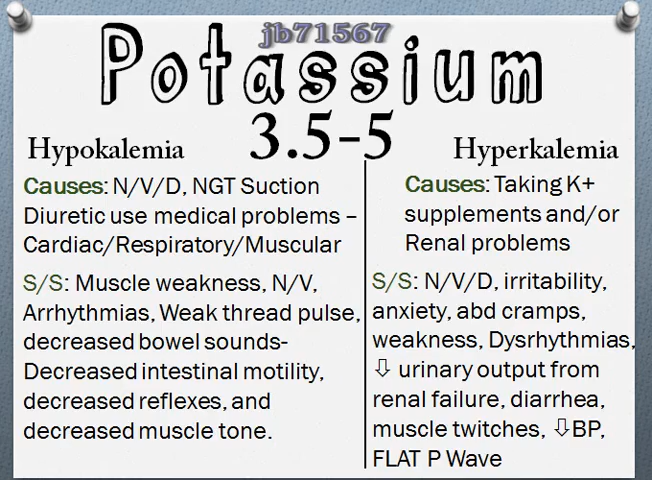 jb71567
Potassium
3.5-5
Hypokalemia
Causes: N/V/D, NGT Suction
Diuretic use medical problems –
Cardiac/Respiratory/Muscular
S/S: Muscle weakness, N/V,
Arrhythmias, Weak thread pulse,
decreased bowel sounds-
Decreased intestinal motility,
decreased reflexes, and
decreased muscle tone.
Hyperkalemia
Causes: Taking K+
supplements and/or
Renal problems
S/S: N/V/D, irritability,
anxiety, abd cramps,
weakness, Dysrhythmias,
⇩ urinary output from
renal failure, diarrhea,
muscle twitches, ⇩BP,
FLAT P Wave